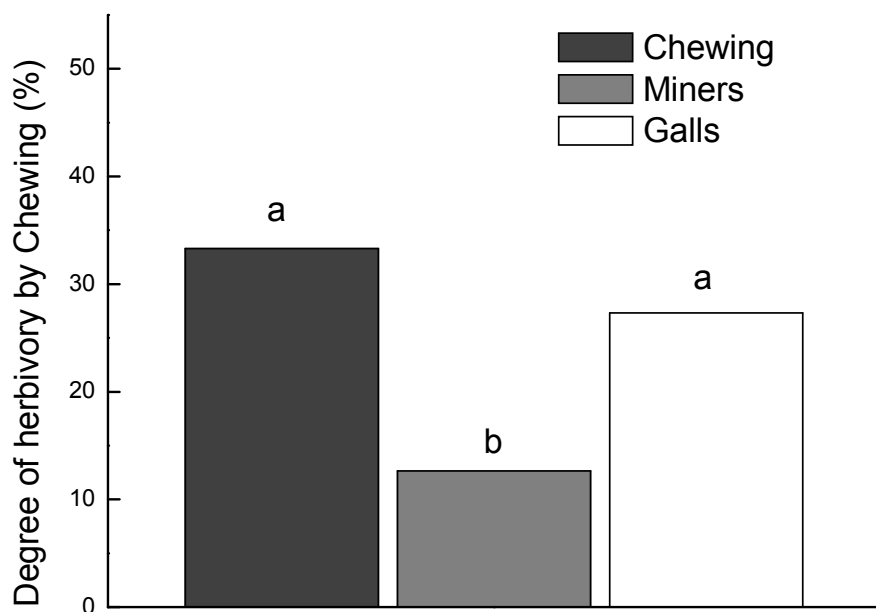 Degree of herbivory by Chewing (%)
50
40
30
20
10
0
Chewing
Miners
Galls
a
b
a